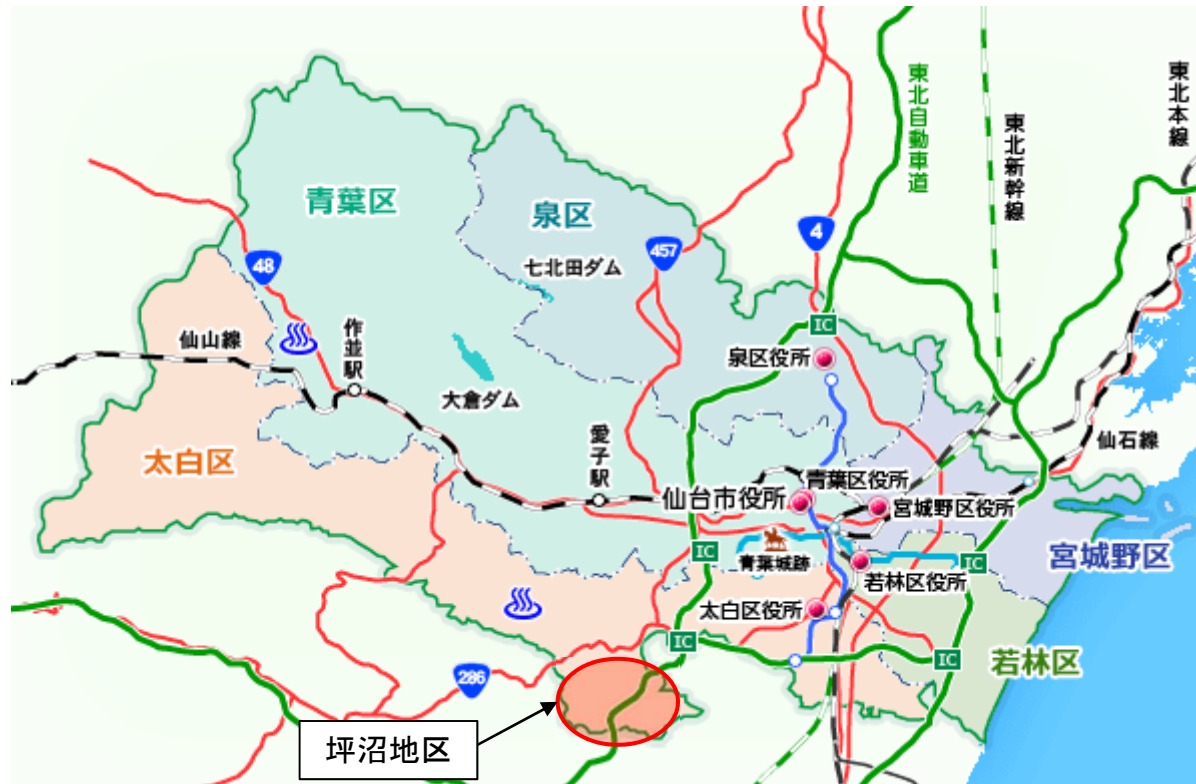 東北自動車道
東北新幹線
東北本線
青葉区
泉区
4
457
七北田ダム
48
仙山線
作並駅
IC
泉区役所
大倉ダム
愛子駅
仙石線
太白区
青葉区役所
仙台市役所
宮城野区役所
IC
青葉城跡
IC
宮城野区
若林区役所
太白区役所
IC
IC
若林区
286
坪沼地区